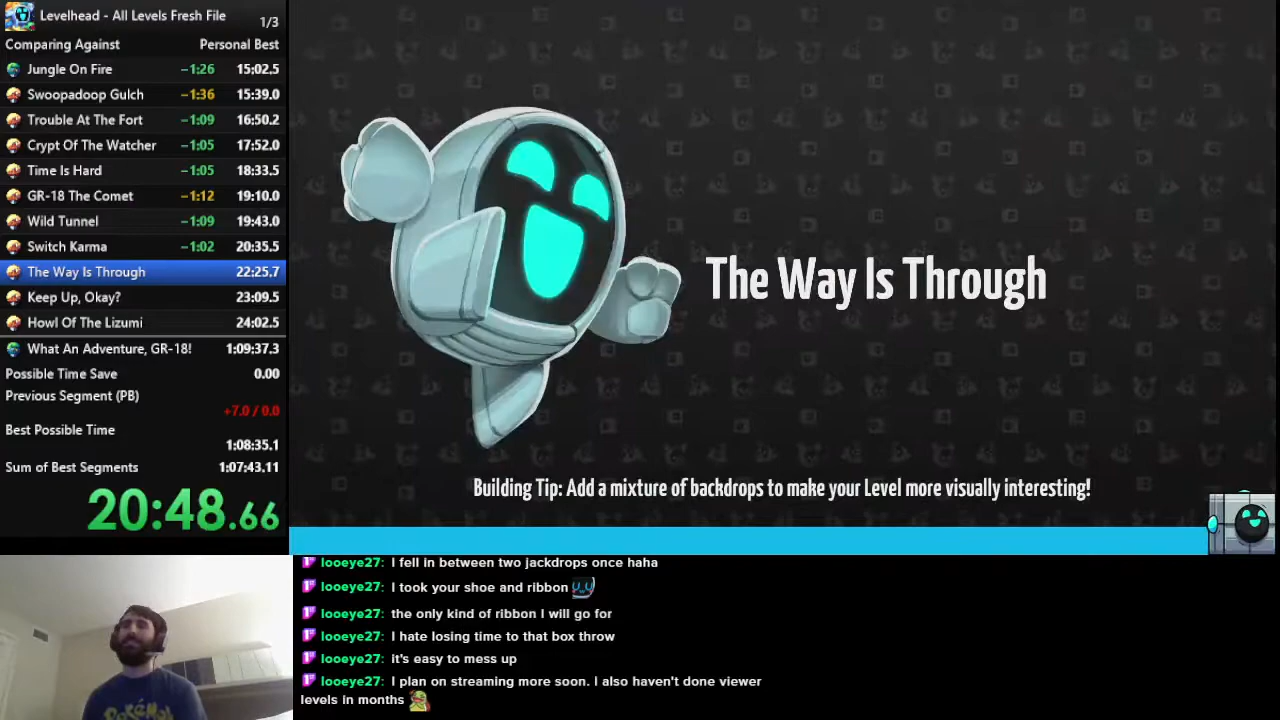 Levelhead - All Levels Fresh File
1/3
Comparing Against Personal Best
Jungle On Fire −1:26 15:02.5
Swoopadoop Gulch −1:36 15:39.0
Trouble At The Fort −1:09 16:50.2
Crypt Of The Watcher −1:05 17:52.0
Time Is Hard −1:05 18:33.5
GR-18 The Comet −1:12 19:10.0
Wild Tunnel −1:09 19:43.0
Switch Karma −1:02 20:35.5
The Way Is Through 22:25.7
Keep Up, Okay? 23:09.5
Howl Of The Lizumi 24:02.5
What An Adventure, GR-18! 1:09:37.3
Possible Time Save 0.00
Previous Segment (PB)
+7.0 / 0.0
Best Possible Time
1:08:35.1
Sum of Best Segments 1:07:43.11
20:48.66
The Way Is Through
Building Tip: Add a mixture of backdrops to make your Level more visually interesting!
looeye27: I fell in between two jackdrops once haha
looeye27: I took your shoe and ribbon
looeye27: the only kind of ribbon I will go for
looeye27: I hate losing time to that box throw
looeye27: it's easy to mess up
looeye27: I plan on streaming more soon. I also haven't done viewer
levels in months
POKéMON